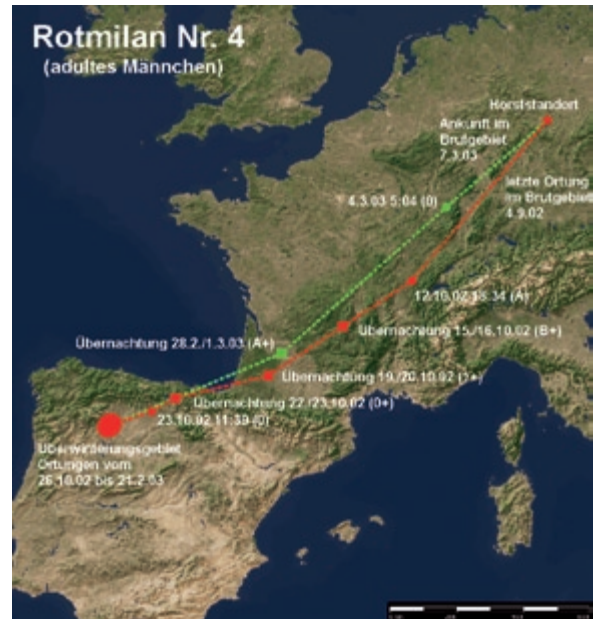 Rotmilan Nr. 4
(adultes Männchen)
Horststandort
Ankunft im
Brutgebiet
7.3.03
letzte Ortung
im Brutgebiet
4.9.02
4.3.03 5:04 (0)
12.10.02 18:34 (A)
Übernachtung 15./16.10.02 (B+)
Übernachtung 28.2./1.3.03 (A+)
Übernachtung 19./20.10.02
Übernachtung 22./23.10.02 (0+)
23.10.02 11:39 (0)
Überwinterungsgebiet
Ortungen vom
26.10.02 bis 21.2.03